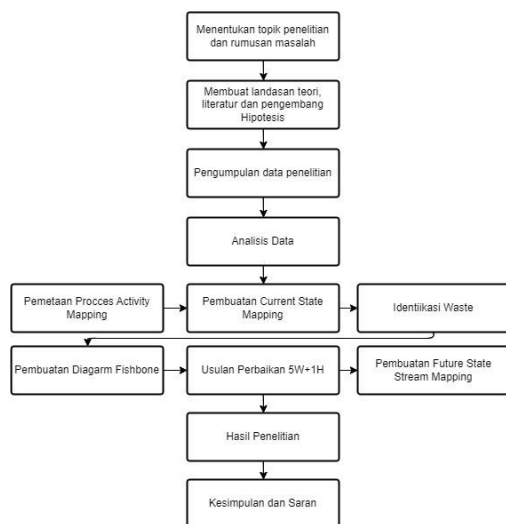 Menentukan topik penelitian
dan rumusan masalah
Membuat landasan teori,
literatur dan pengembang
Hipotesis
Pengumpulan data penelitian
Analisis Data
Pemetaan Procces Activity
Mapping
Pembuatan Current State
Mapping
Identiikasi Waste
Pembuatan Diagarm Fishbone
Usulan Perbaikan 5W+1H
Pembuatan Future State
Stream Mapping
Hasil Penelitian
Kesimpulan dan Saran